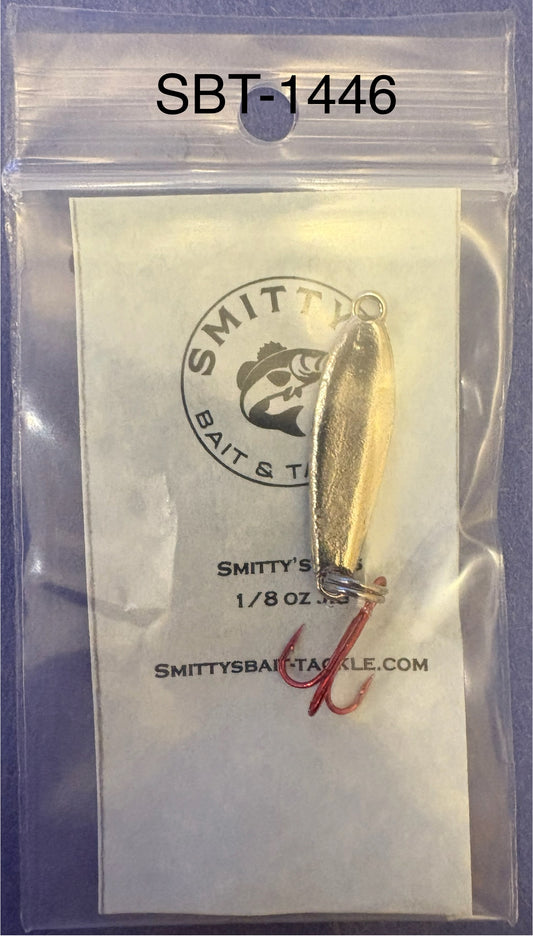 SBT-1446
SMITTY
BAIT & T
SMITTY'S
1/8 OZ
SMITTYSBAIT-TACKLE.COM